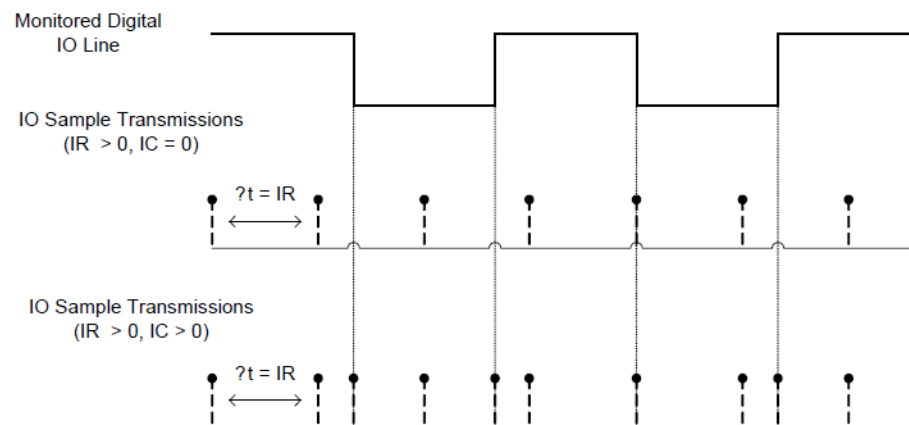 Monitored Digital
IO Line
IO Sample Transmissions
(IR > 0, IC = 0)
?t = IR
IO Sample Transmissions
(IR > 0, IC > 0)
?t = IR